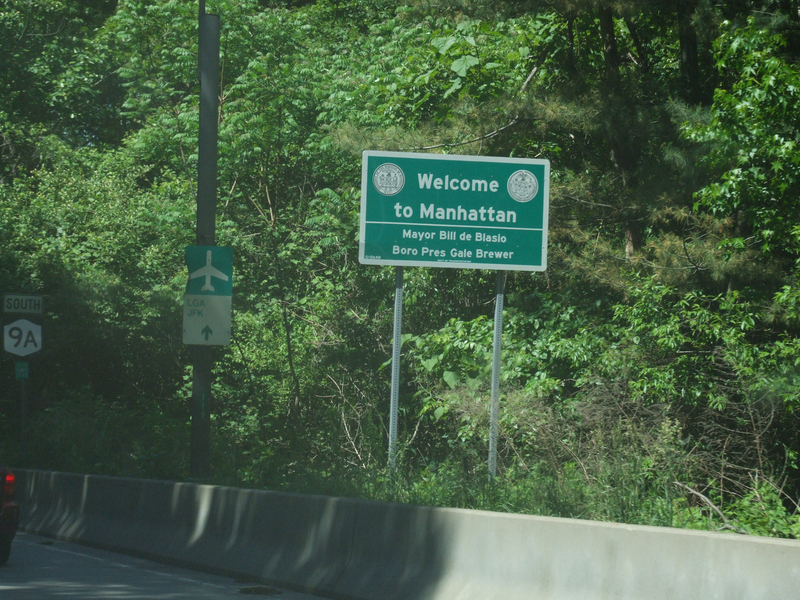 Welcome
to Manhattan
Mayor Bill de Blasio
Boro Pres Gale Brewer
LGA
JFK
SOUTH
9A